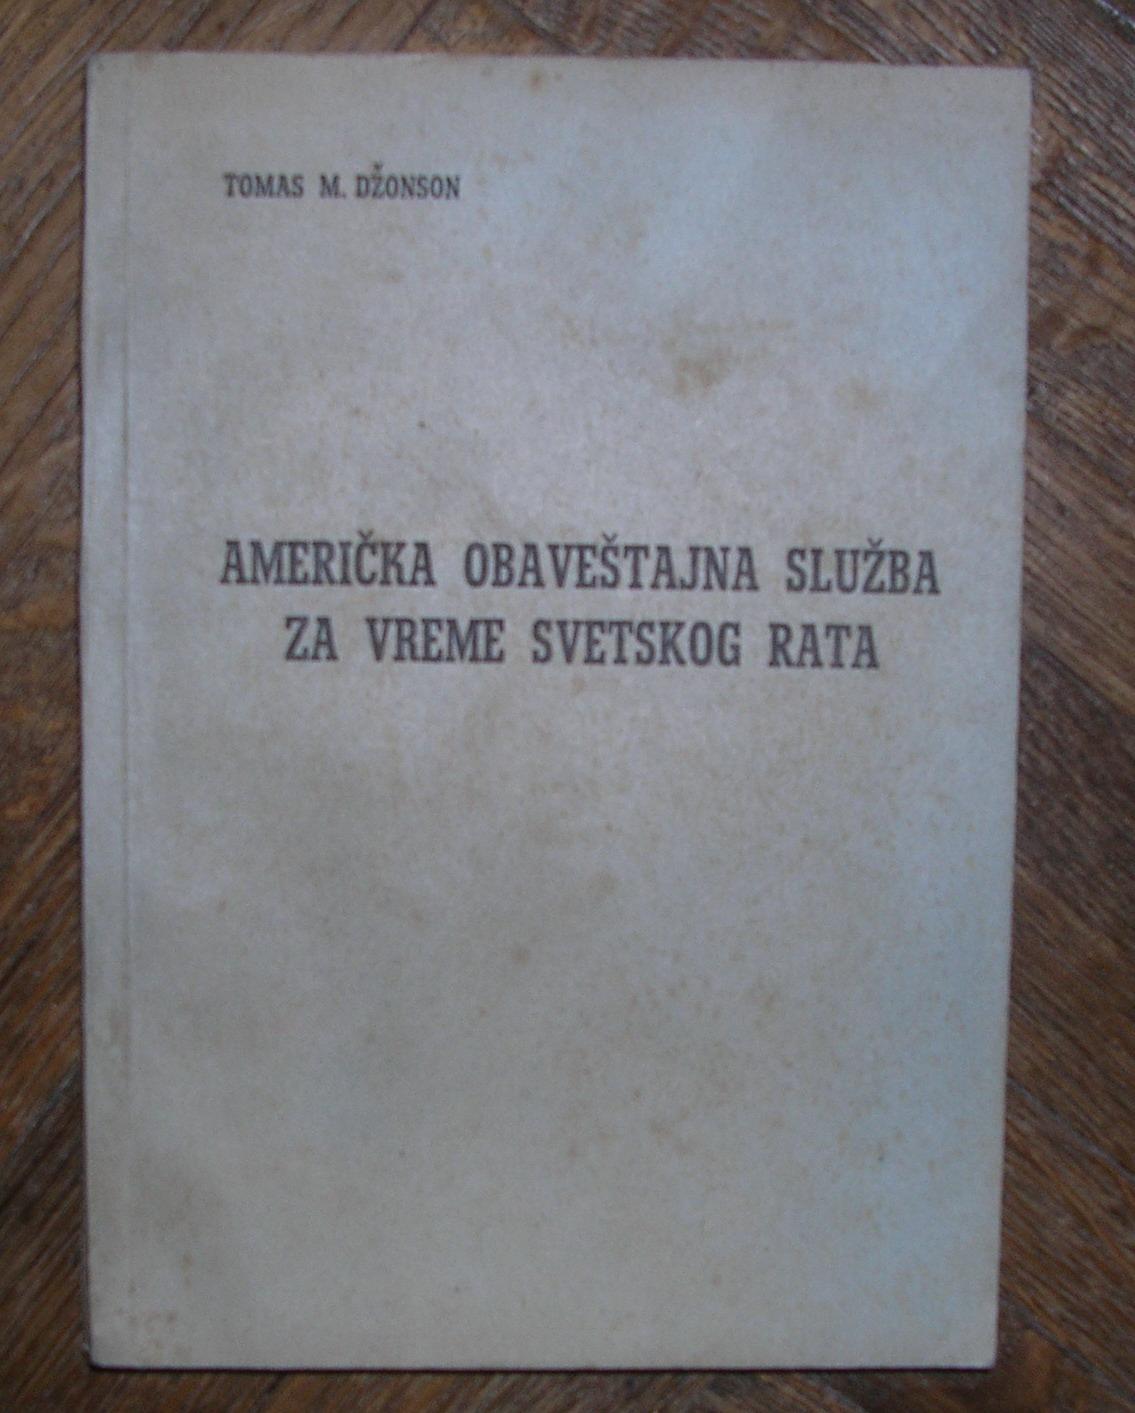 TOMAS M. DŽONSON
AMERIČKA OBAVEŠTAJNA SLUŽBA
ZA VREME SVETSKOG RATA